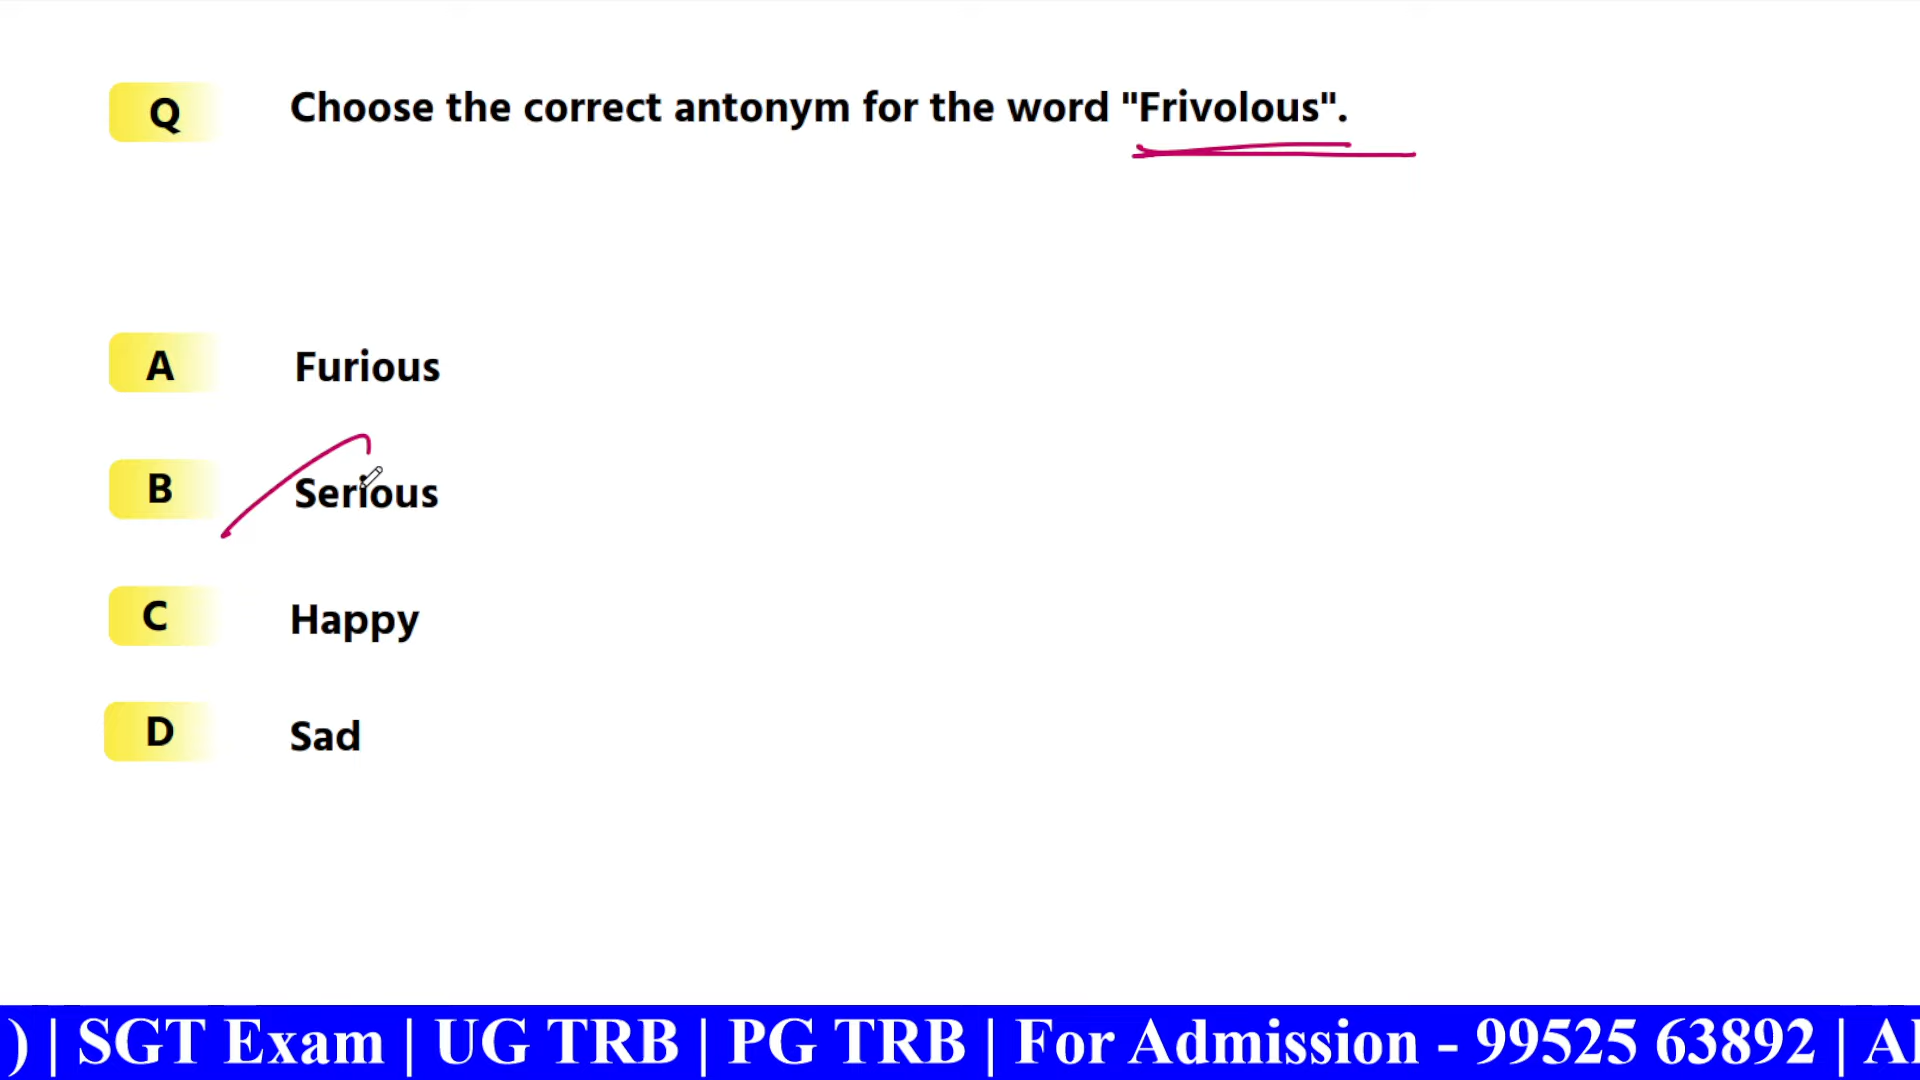 Q Choose the correct antonym for the word "Frivolous".
A Furious
B Serious
C Happy
D Sad
) | SGT Exam | UG TRB | PG TRB | For Admission - 99525 63892 |